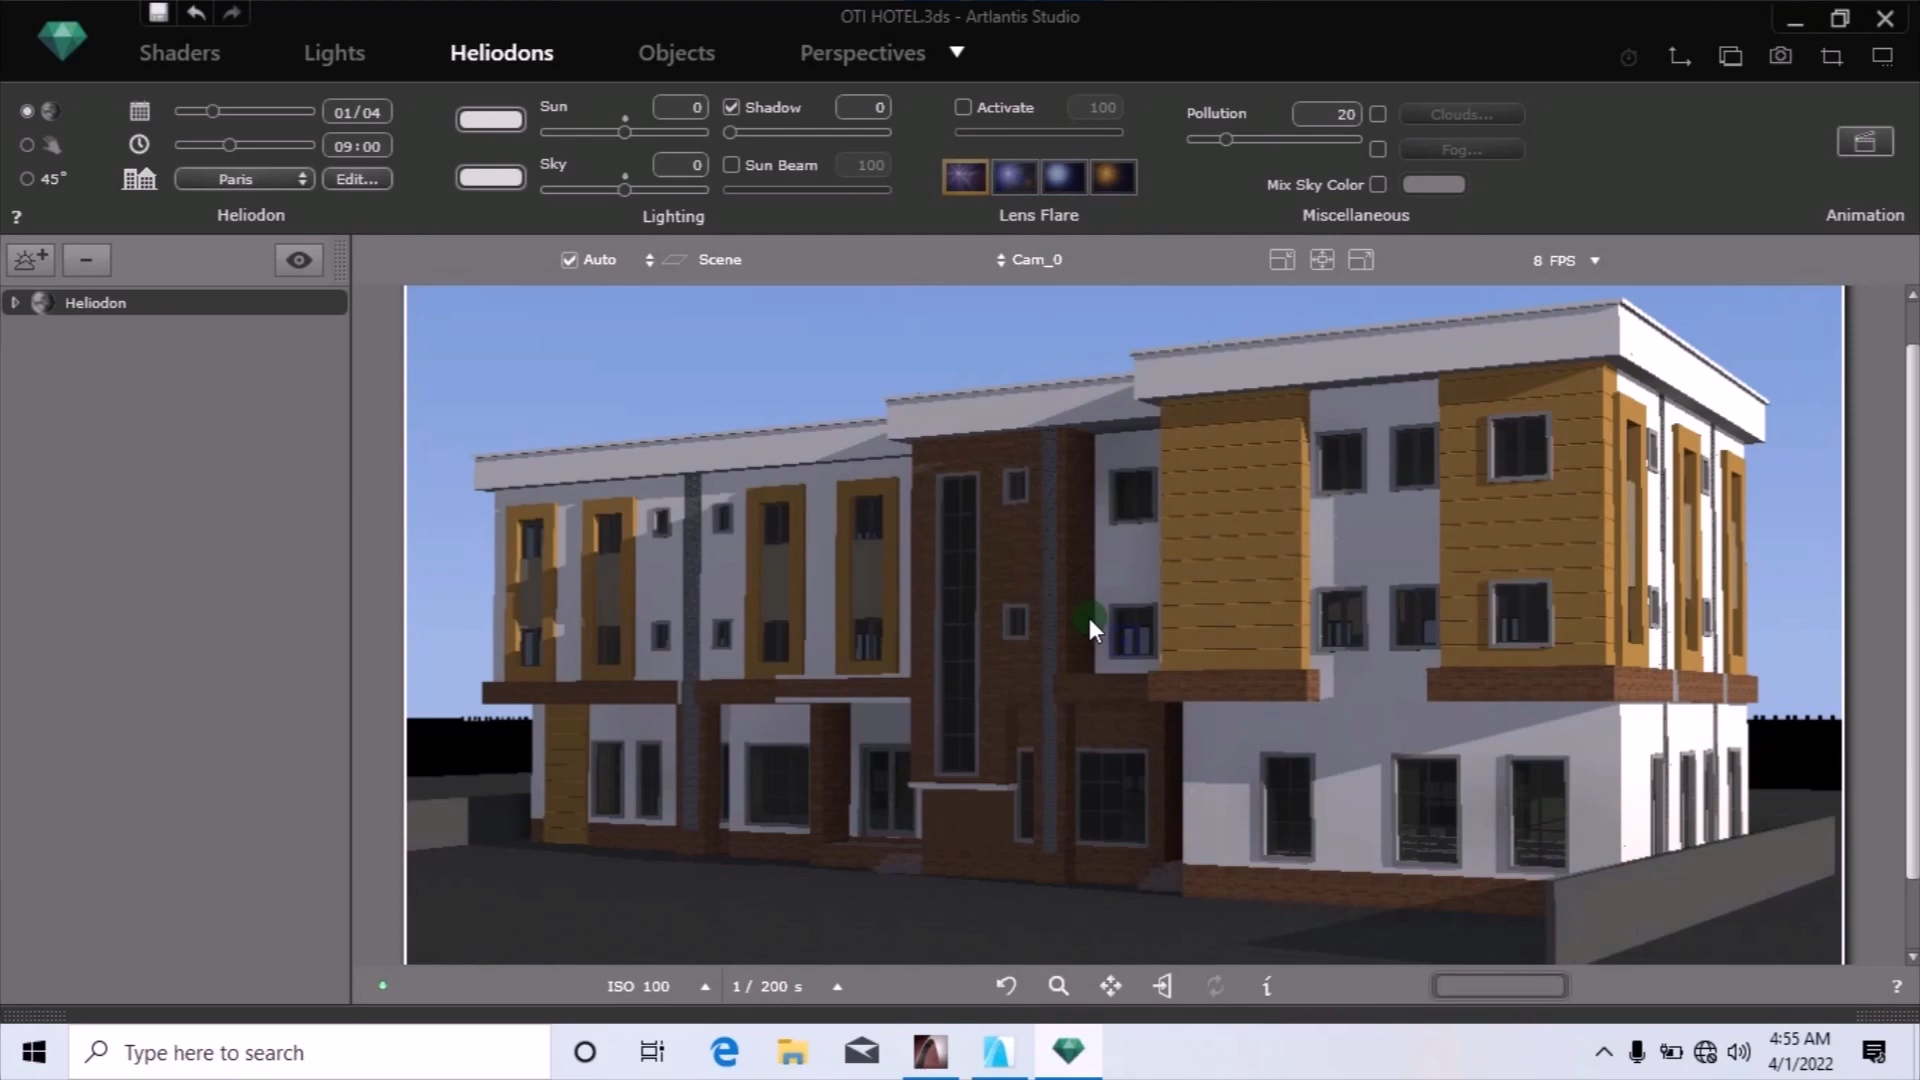 OTI HOTEL.3ds - Artlantis Studio
Shaders Lights Heliodons Objects Perspectives
01/04
09:00
45°
Paris
Edit...
Heliodon
Sun 0
Shadow 0
Sky 0
Sun Beam 100
Lighting
Activate 100
Lens Flare
Pollution 20
Clouds...
Fog...
Mix Sky Color
Miscellaneous
Animation
?
Auto Scene Cam_0 8 FPS
Heliodon
ISO 100 1 / 200 s i ?
Type here to search
4:55 AM
4/1/2022